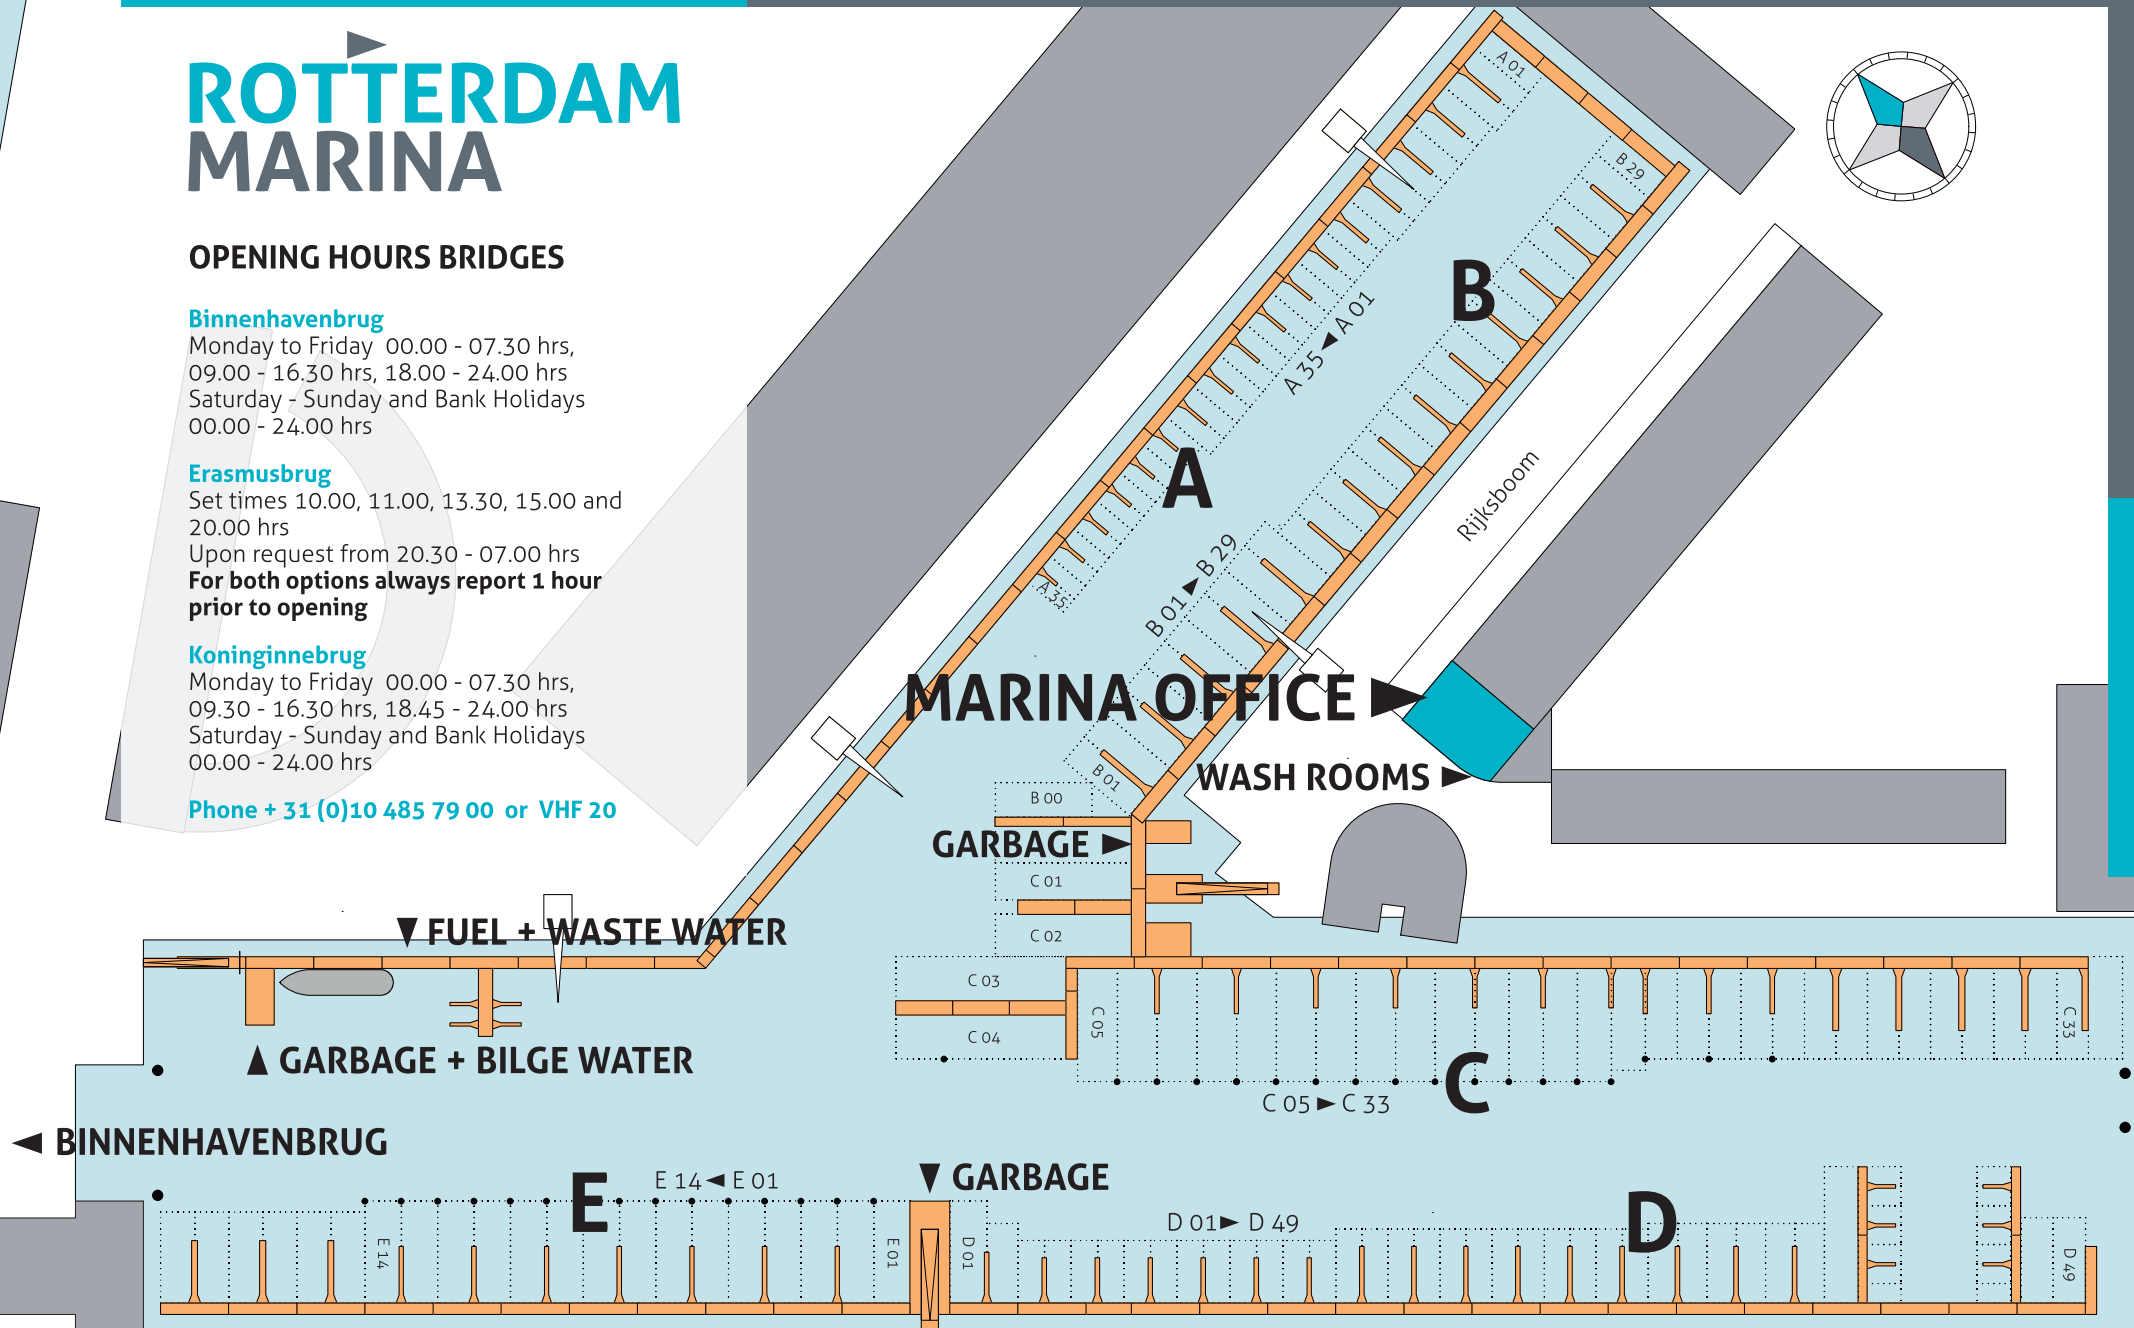 ROTTERDAM
MARINA
OPENING HOURS BRIDGES
Binnenhavenbrug
Monday to Friday 00.00 - 07.30 hrs,
09.00 - 16.30 hrs, 18.00 - 24.00 hrs
Saturday - Sunday and Bank Holidays
00.00 - 24.00 hrs
Erasmusbrug
Set times 10.00, 11.00, 13.30, 15.00 and
20.00 hrs
Upon request from 20.30 - 07.00 hrs
For both options always report 1 hour
prior to opening
Koninginnebrug
Monday to Friday 00.00 - 07.30 hrs,
09.30 - 16.30 hrs, 18.45 - 24.00 hrs
Saturday - Sunday and Bank Holidays
00.00 - 24.00 hrs
Phone + 31 (0)10 485 79 00 or VHF 20
A 01
B 29
B
A 35 ◄ A 01
A
Rijksboom
B 01 ► B 29
A 35
MARINA OFFICE ►
B 01
WASH ROOMS ►
B 00
GARBAGE ►
C 01
▼ FUEL + WASTE WATER
C 02
C 03
C 05
C 33
C 04
▲ GARBAGE + BILGE WATER
C
C 05 ► C 33
◄ BINNENHAVENBRUG
▼ GARBAGE
E 14 ◄ E 01
E
D 01 ► D 49
D
E 14
E 01
D 01
D 49